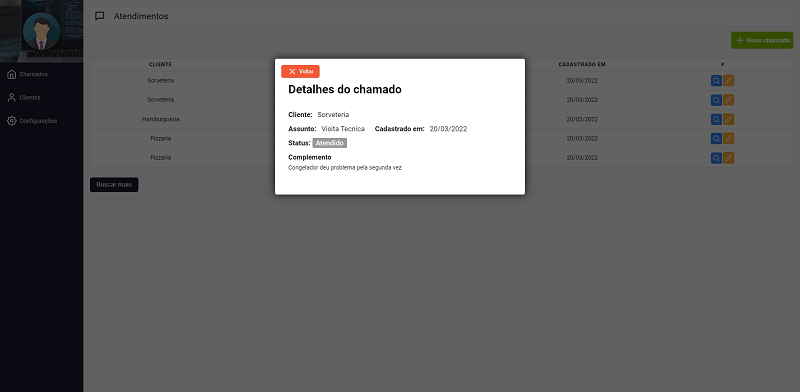 Atendimentos
Novo chamado
Chamados
Clientes
Configurações
CLIENTE CADASTRADO EM #
Sorveteria 20/03/2022
Sorveteria 20/03/2022
Hamburgueria 20/03/2022
Pizzaria 20/03/2022
Pizzaria 20/03/2022
Buscar mais
Voltar
Detalhes do chamado
Cliente: Sorveteria
Assunto: Visita Tecnica Cadastrado em: 20/03/2022
Status: Atendido
Complemento
Congelador deu problema pela segunda vez